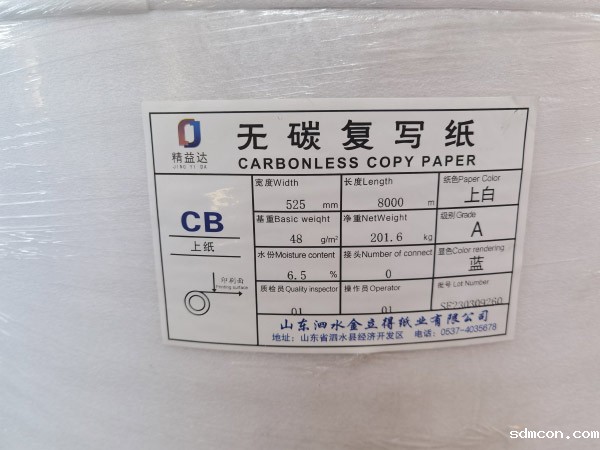 精益达
JING YI DA
无碳复写纸
CARBONLESS COPY PAPER
CB
上纸
印刷面
Printing surface
宽度Width
525 mm
长度Length
8000 m
纸色Paper Color
上白
基重Basic weight
48 g/m²
净重NetWeight
201.6 kg
级别Grade
A
水份Moisture content
6.5 %
接头Number of connect
0
显色Color rendering
蓝
质检员Quality inspector
01
操作员Operator
01
批号 Lot Number
SF230309260
山东泗水金立得纸业有限公司
地址：山东省泗水县经济开发区 电话：0537-4035678
sdmcon.com